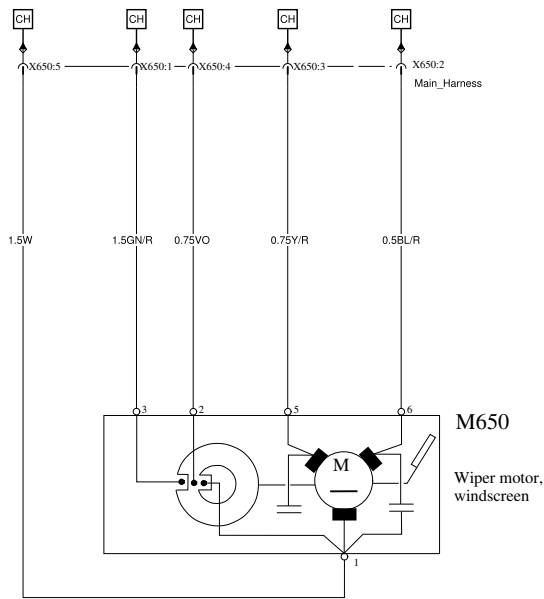 CH CH CH CH CH
X650:5 X650:1 X650:4 X650:3 X650:2
Main_Harness
1.5W 1.5GN/R 0.75VO 0.75Y/R 0.5BL/R
3 2 5 6
M650
M
Wiper motor,
windscreen
1